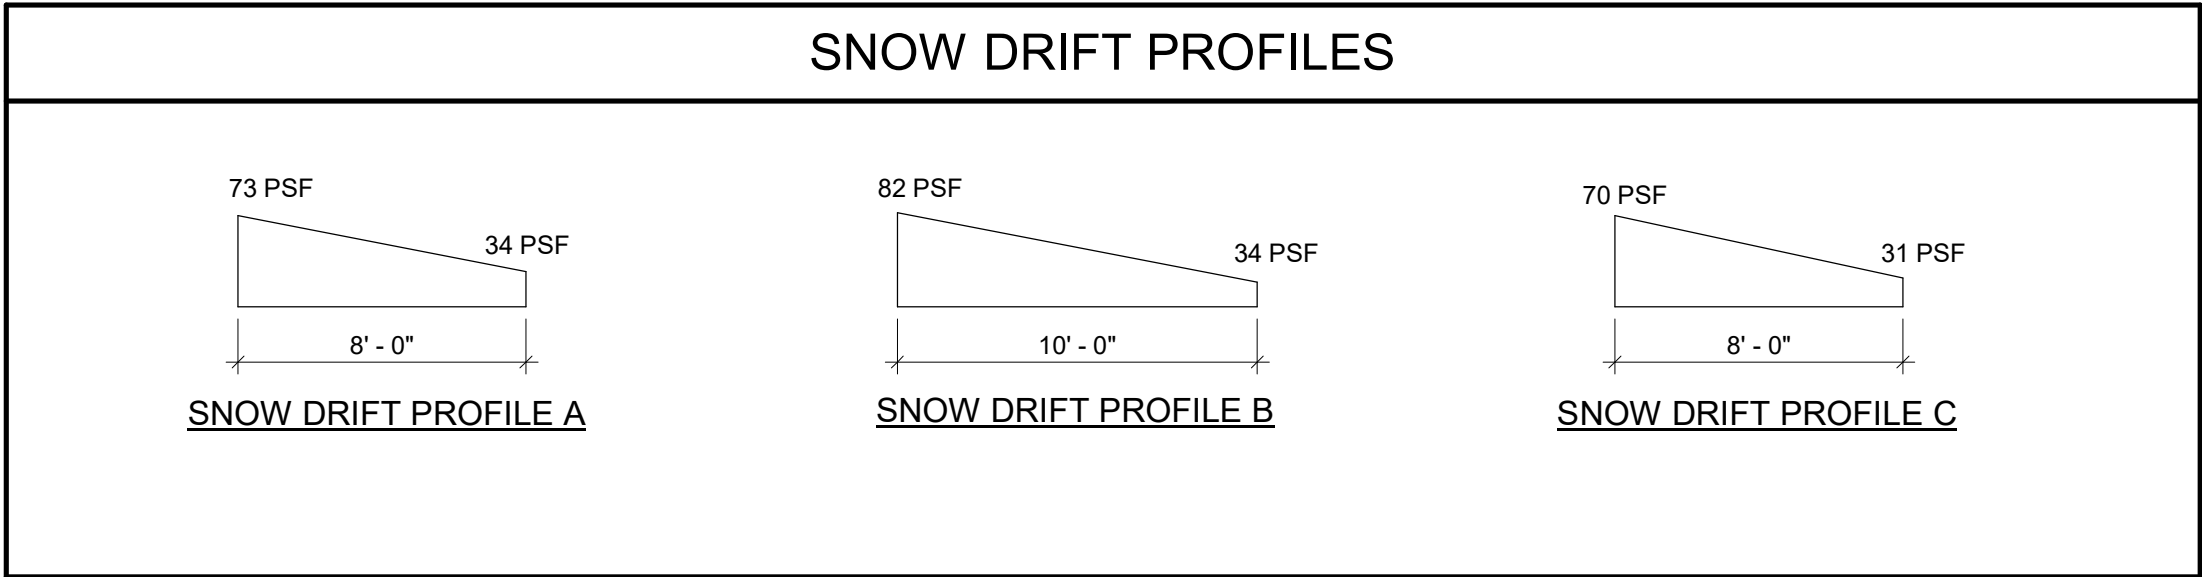 SNOW DRIFT PROFILES
73 PSF
34 PSF
8' - 0"
SNOW DRIFT PROFILE A
82 PSF
34 PSF
10' - 0"
SNOW DRIFT PROFILE B
70 PSF
31 PSF
8' - 0"
SNOW DRIFT PROFILE C